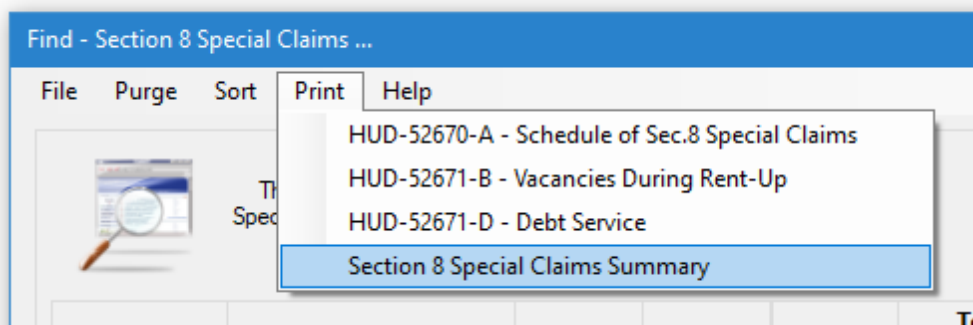 Find - Section 8 Special Claims ...
File Purge Sort Print Help
HUD-52670-A - Schedule of Sec.8 Special Claims
HUD-52671-B - Vacancies During Rent-Up
HUD-52671-D - Debt Service
Section 8 Special Claims Summary